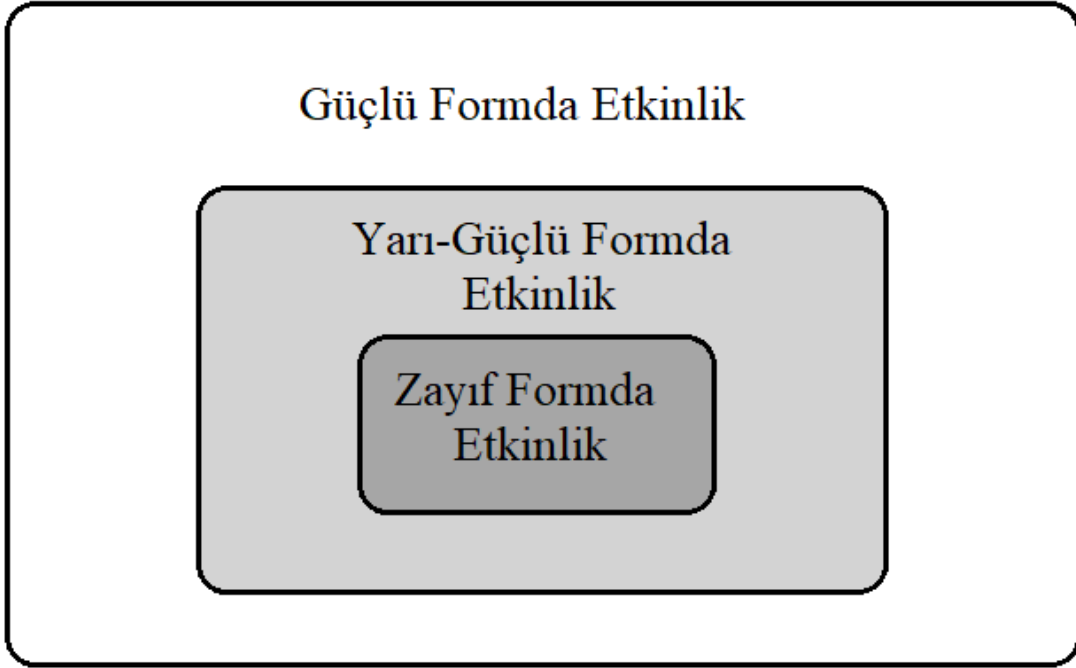 Güçlü Formda Etkinlik
Yarı-Güçlü Formda
Etkinlik
Zayıf Formda
Etkinlik